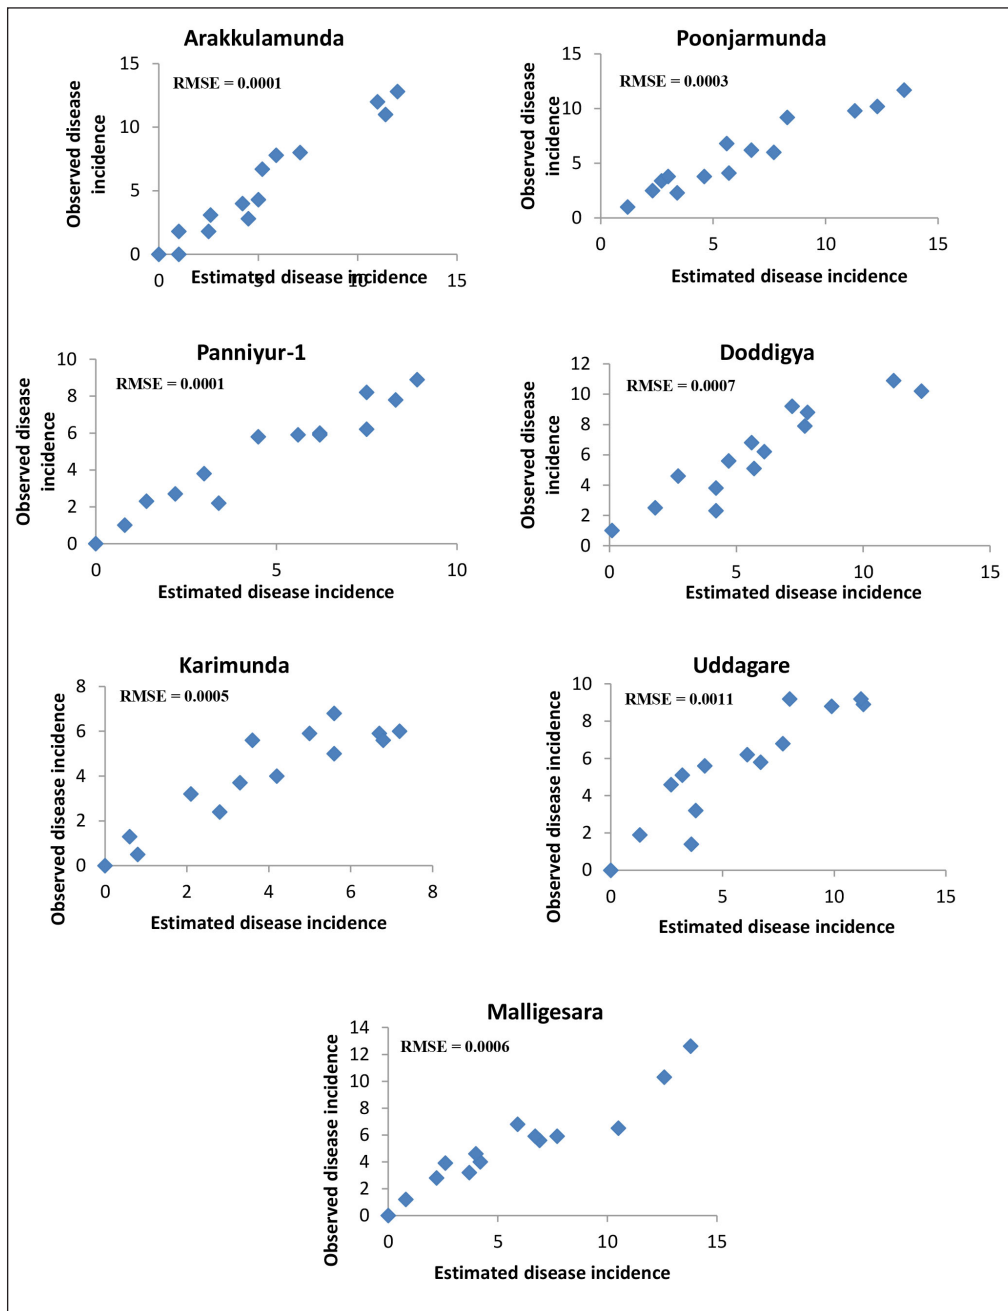 Arakkulamunda
RMSE = 0.0001
Observed disease
incidence
15
10
5
0
0
5
10
15
Estimated disease incidence
Poonjarmunda
RMSE = 0.0003
Observed disease
incidence
15
10
5
0
0
5
10
15
Estimated disease incidence
Panniyur-1
RMSE = 0.0001
Observed disease
incidence
10
8
6
4
2
0
0
5
10
Estimated disease incidence
Doddigya
RMSE = 0.0007
Observed disease
incidence
12
10
8
6
4
2
0
0
5
10
15
Estimated disease incidence
Karimunda
RMSE = 0.0005
Observed disease incidence
8
6
4
2
0
0
2
4
6
8
Estimated disease incidence
Uddagare
RMSE = 0.0011
Observed disease incidence
10
8
6
4
2
0
0
5
10
15
Estimated disease incidence
Malligesara
RMSE = 0.0006
Observed disease incidence
14
12
10
8
6
4
2
0
0
5
10
15
Estimated disease incidence